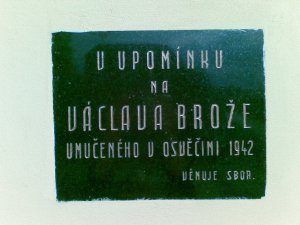 V UPOMÍNKU
NA
VÁCLAVA BROŽE
UMUČENÉHO V OSVĚČIMI 1942
VĚNUJE SBOR.